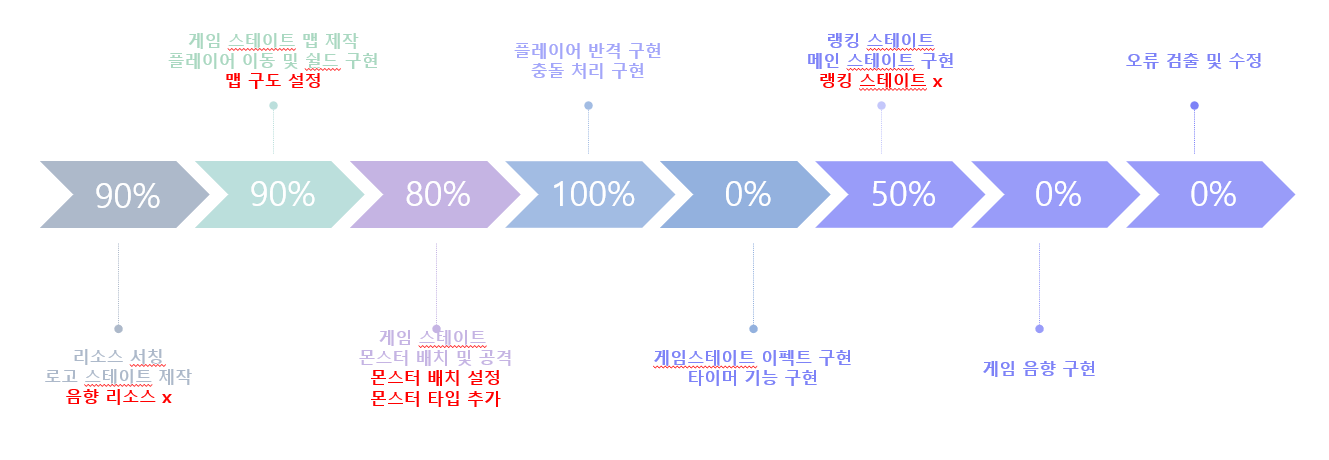 게임 스테이트 맵 제작
플레이어 이동 및 쉴드 구현
맵 구도 설정
플레이어 반격 구현
충돌 처리 구현
랭킹 스테이트
메인 스테이트 구현
랭킹 스테이트 x
오류 검출 및 수정
90%
90%
80%
100%
0%
50%
0%
0%
리소스 서칭
로고 스테이트 제작
음향 리소스 x
게임 스테이트
몬스터 배치 및 공격
몬스터 배치 설정
몬스터 타입 추가
게임스테이트 이펙트 구현
타이머 기능 구현
게임 음향 구현